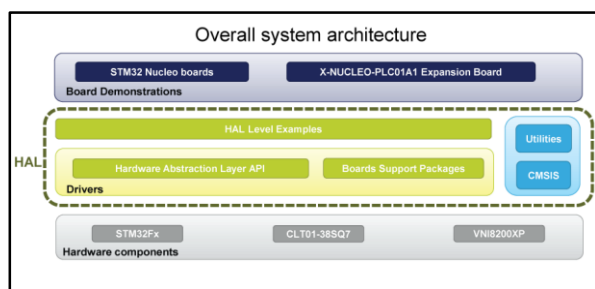 Overall system architecture
STM32 Nucleo boards
X-NUCLEO-PLC01A1 Expansion Board
Board Demonstrations
HAL
HAL Level Examples
Utilities
Hardware Abstraction Layer API
Boards Support Packages
CMSIS
Drivers
STM32Fx
CLT01-38SQ7
VNI8200XP
Hardware components